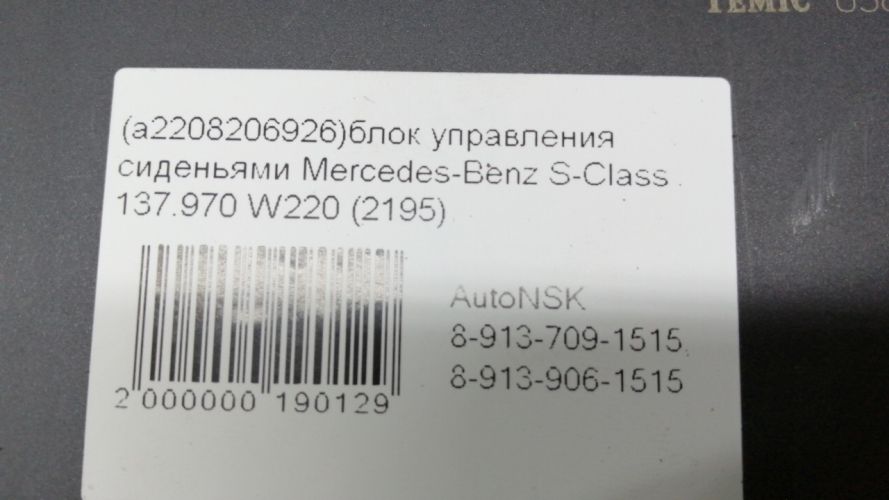 TEMIC
(a2208206926)блок управления
сиденьями Mercedes-Benz S-Class
137.970 W220 (2195)
AutoNSK
8-913-709-1515
8-913-906-1515
2 000000 190129